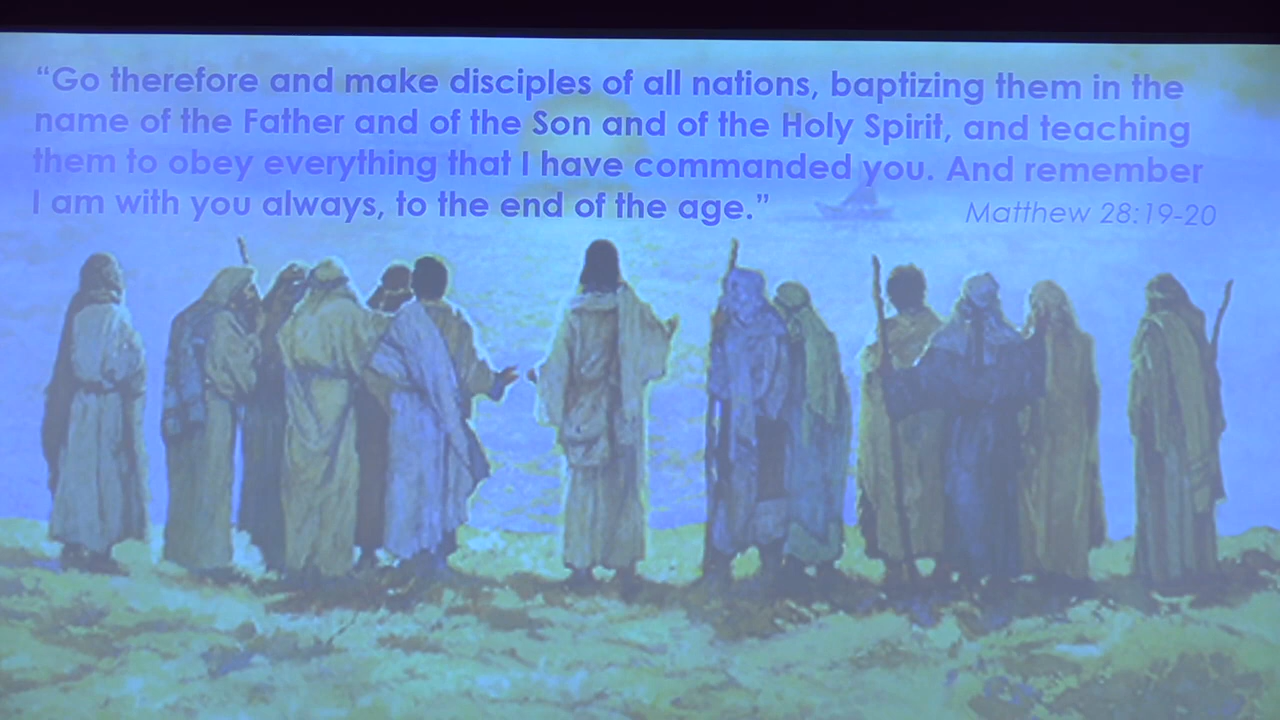 “Go therefore and make disciples of all nations, baptizing them in the
name of the Father and of the Son and of the Holy Spirit, and teaching
them to obey everything that I have commanded you. And remember
I am with you always, to the end of the age.”
Matthew 28:19-20